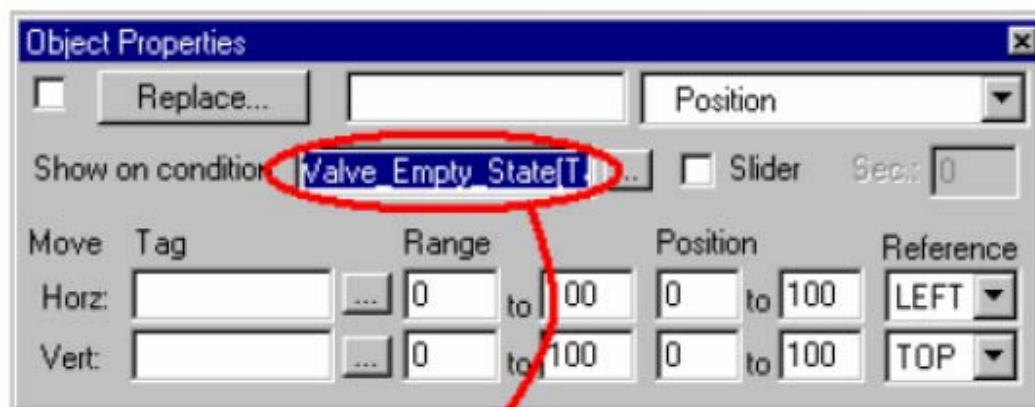 Object Properties
Replace... Position
Show on condition Valve_Empty_State[T. ... Slider Sec.: 0
Move Tag Range Position Reference
Horz: ... 0 to 00 0 to 100 LEFT
Vert: ... 0 to 100 0 to 100 TOP